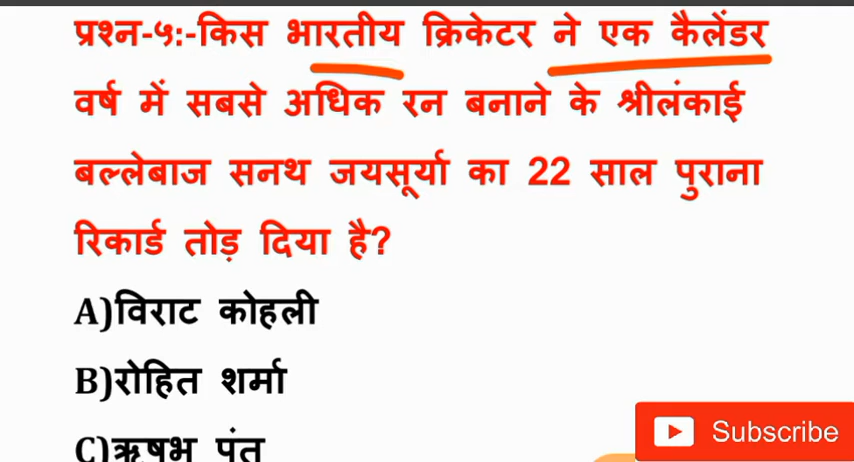 प्रश्न-५:-किस भारतीय क्रिकेटर ने एक कैलेंडर
वर्ष में सबसे अधिक रन बनाने के श्रीलंकाई
बल्लेबाज सनथ जयसूर्या का 22 साल पुराना
रिकार्ड तोड़ दिया है?
A)विराट कोहली
B)रोहित शर्मा
C)ऋषभ पंत
Subscribe